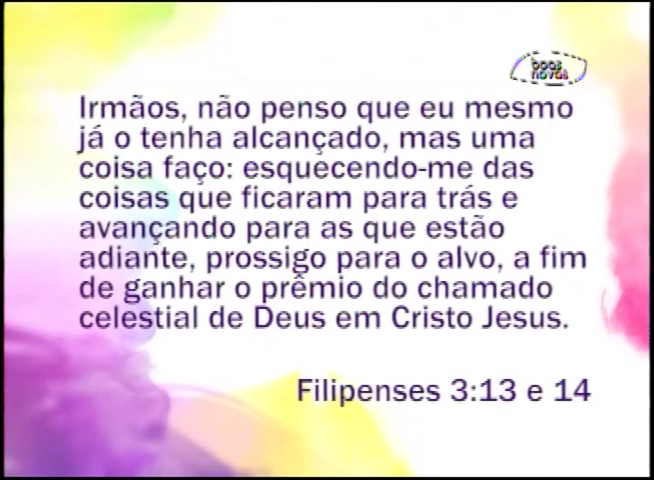 boas
novas
Irmãos, não penso que eu mesmo
já o tenha alcançado, mas uma
coisa faço: esquecendo-me das
coisas que ficaram para trás e
avançando para as que estão
adiante, prossigo para o alvo, a fim
de ganhar o prêmio do chamado
celestial de Deus em Cristo Jesus.
Filipenses 3:13 e 14